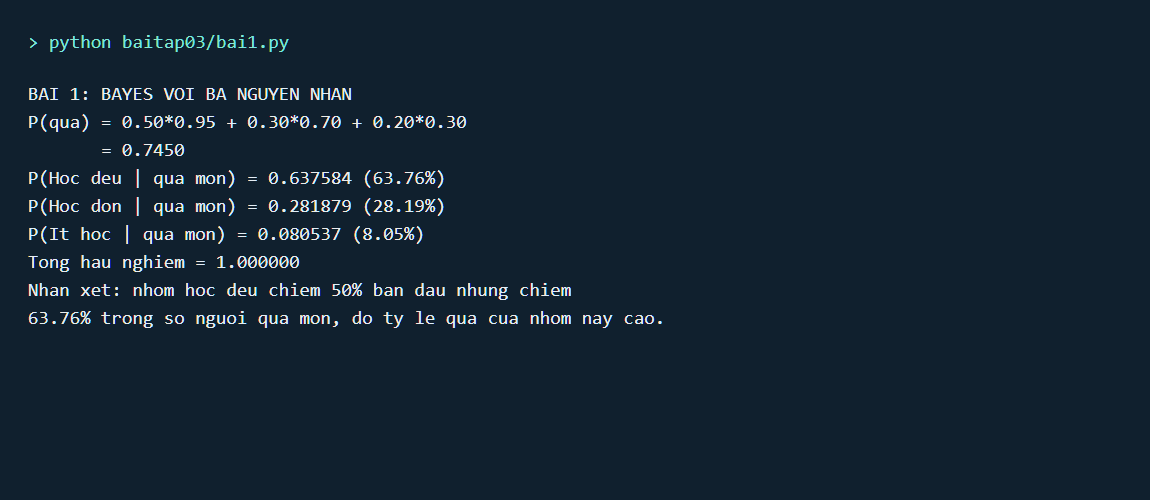 > python baitap03/bai1.py
BAI 1: BAYES VOI BA NGUYEN NHAN
P(qua) = 0.50*0.95 + 0.30*0.70 + 0.20*0.30
= 0.7450
P(Hoc deu | qua mon) = 0.637584 (63.76%)
P(Hoc don | qua mon) = 0.281879 (28.19%)
P(It hoc | qua mon) = 0.080537 (8.05%)
Tong hau nghiem = 1.000000
Nhan xet: nhom hoc deu chiem 50% ban dau nhung chiem
63.76% trong so nguoi qua mon, do ty le qua cua nhom nay cao.